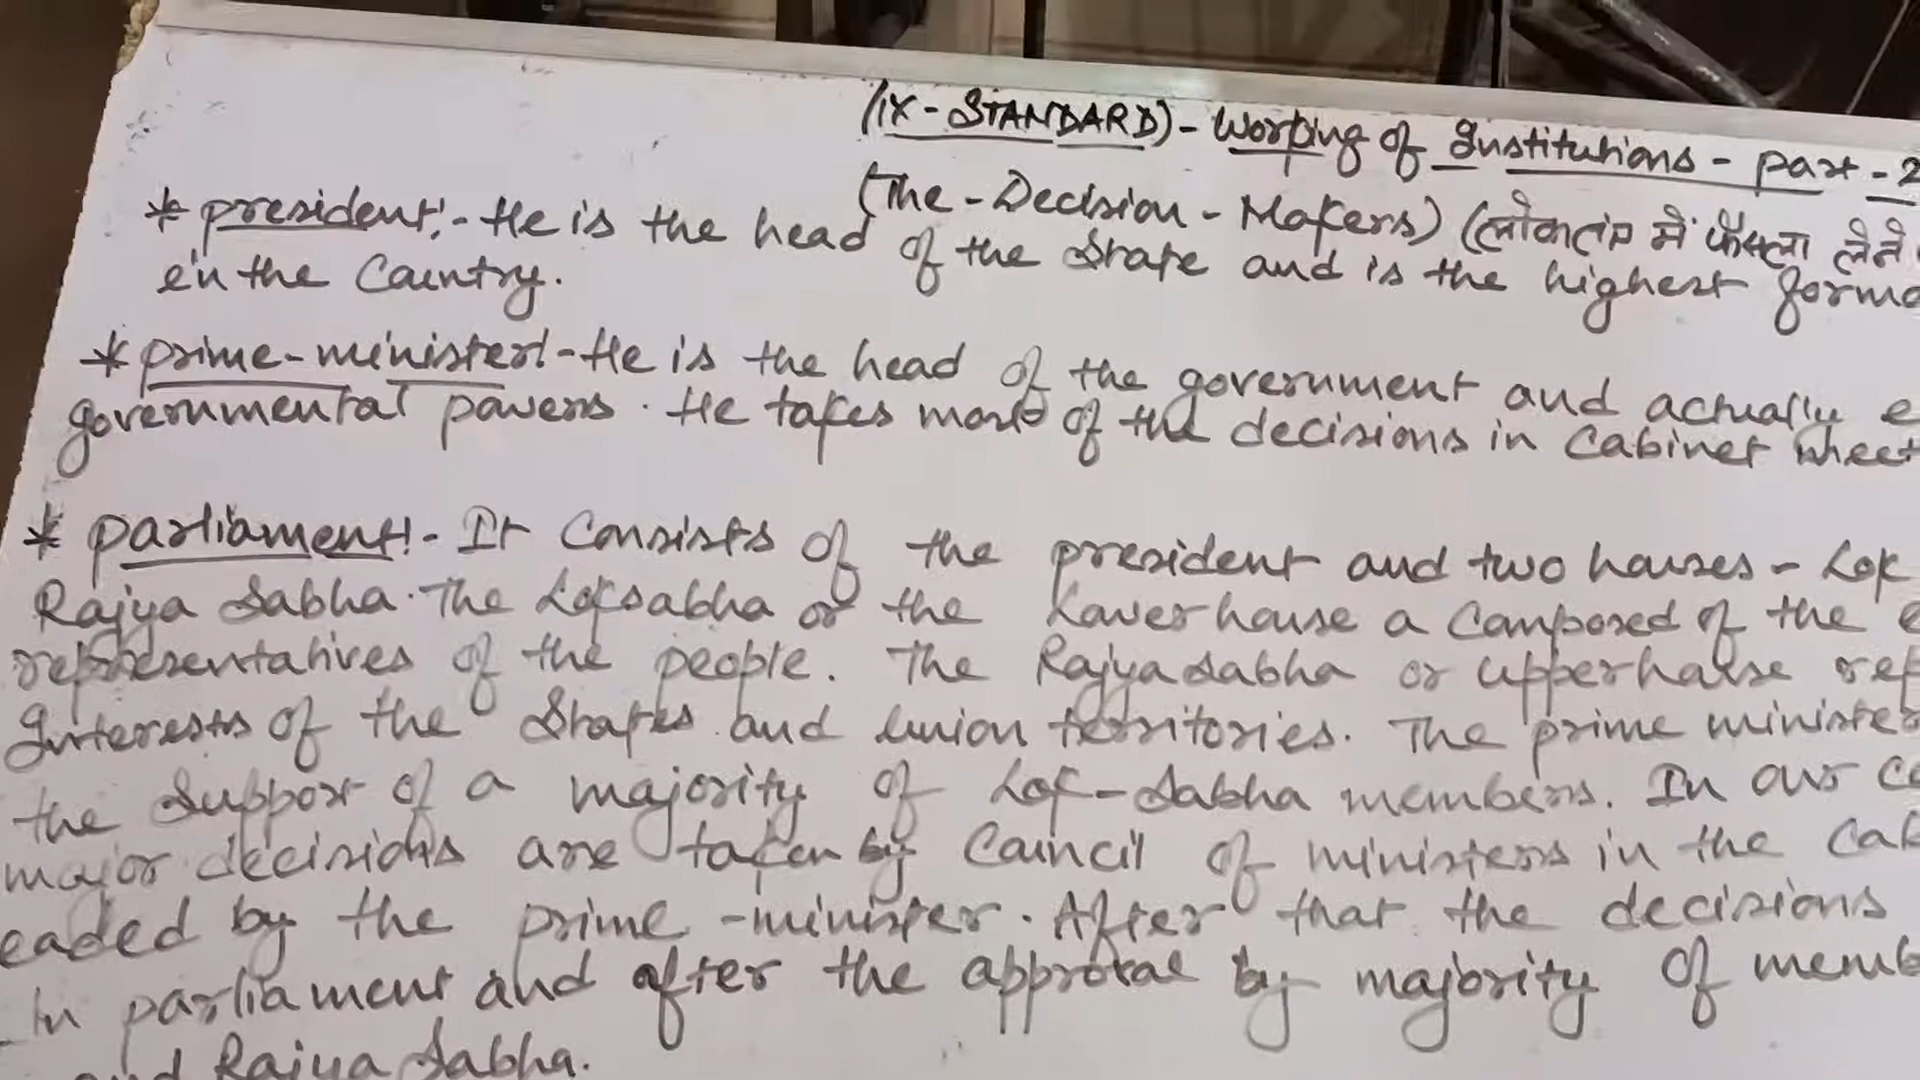 (IX-STANDARD)- Working of Institutions - part - 2
(The-Decision-Makers) (लोकतंत्र में फैसला लेने
* president:- He is the head of the State and is the highest forma
in the Country.
* prime-minister:- He is the head of the government and actually e
governmental powers. He takes most of the decisions in Cabinet meet
* parliament:- It Consists of the president and two houses - Lok
Rajya Sabha. The Loksabha or the Lower house a Composed of the e
representatives of the people. The Rajyasabha or upper house rep
Interests of the States and union territories. The prime minister
the Support of a majority of Lok-Sabha members. In our co
major decisions are taken by Council of ministers in the Cab
eaded by the prime-minister. After that the decisions
In parliament and after the approval by majority of memb
and Rajya Sabha.